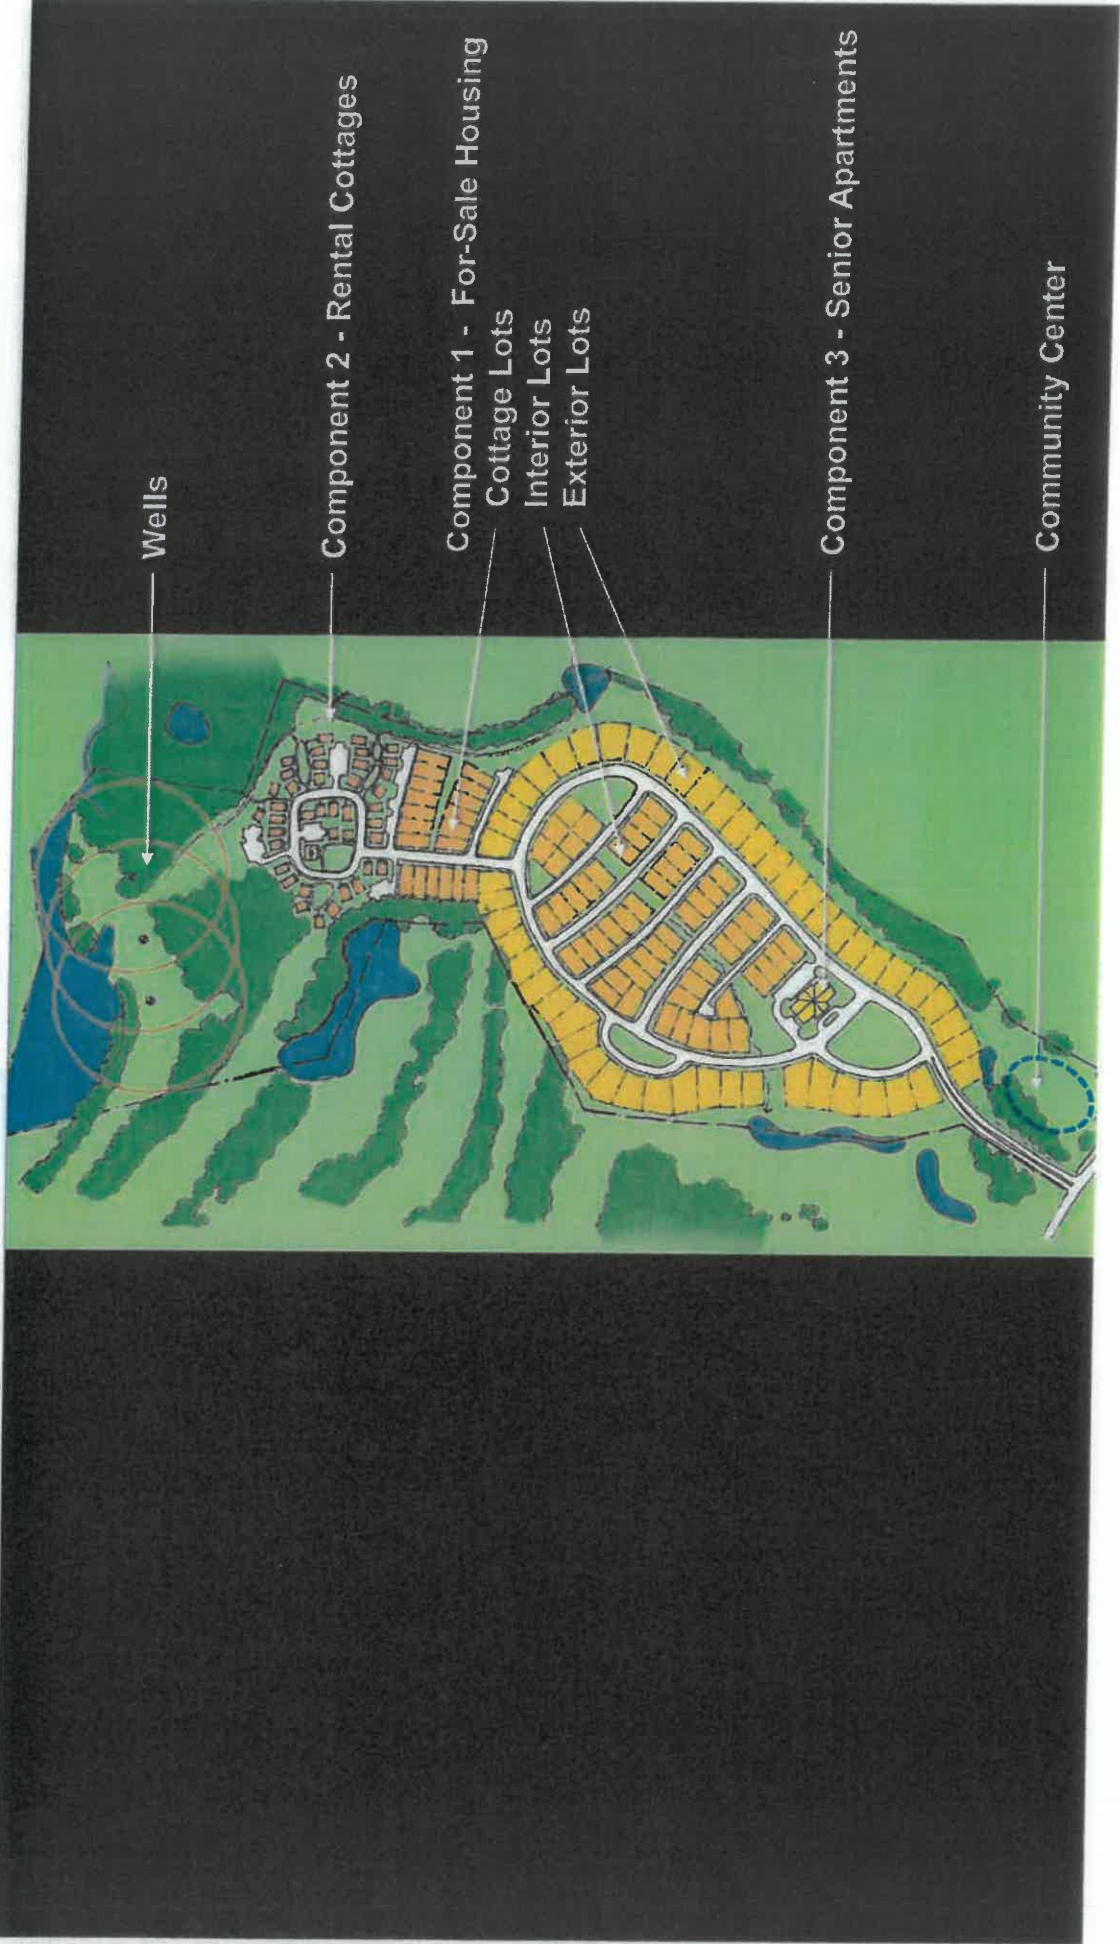 Wells
Component 2 - Rental Cottages
Component 1 - For-Sale Housing
Cottage Lots
Interior Lots
Exterior Lots
Component 3 - Senior Apartments
Community Center